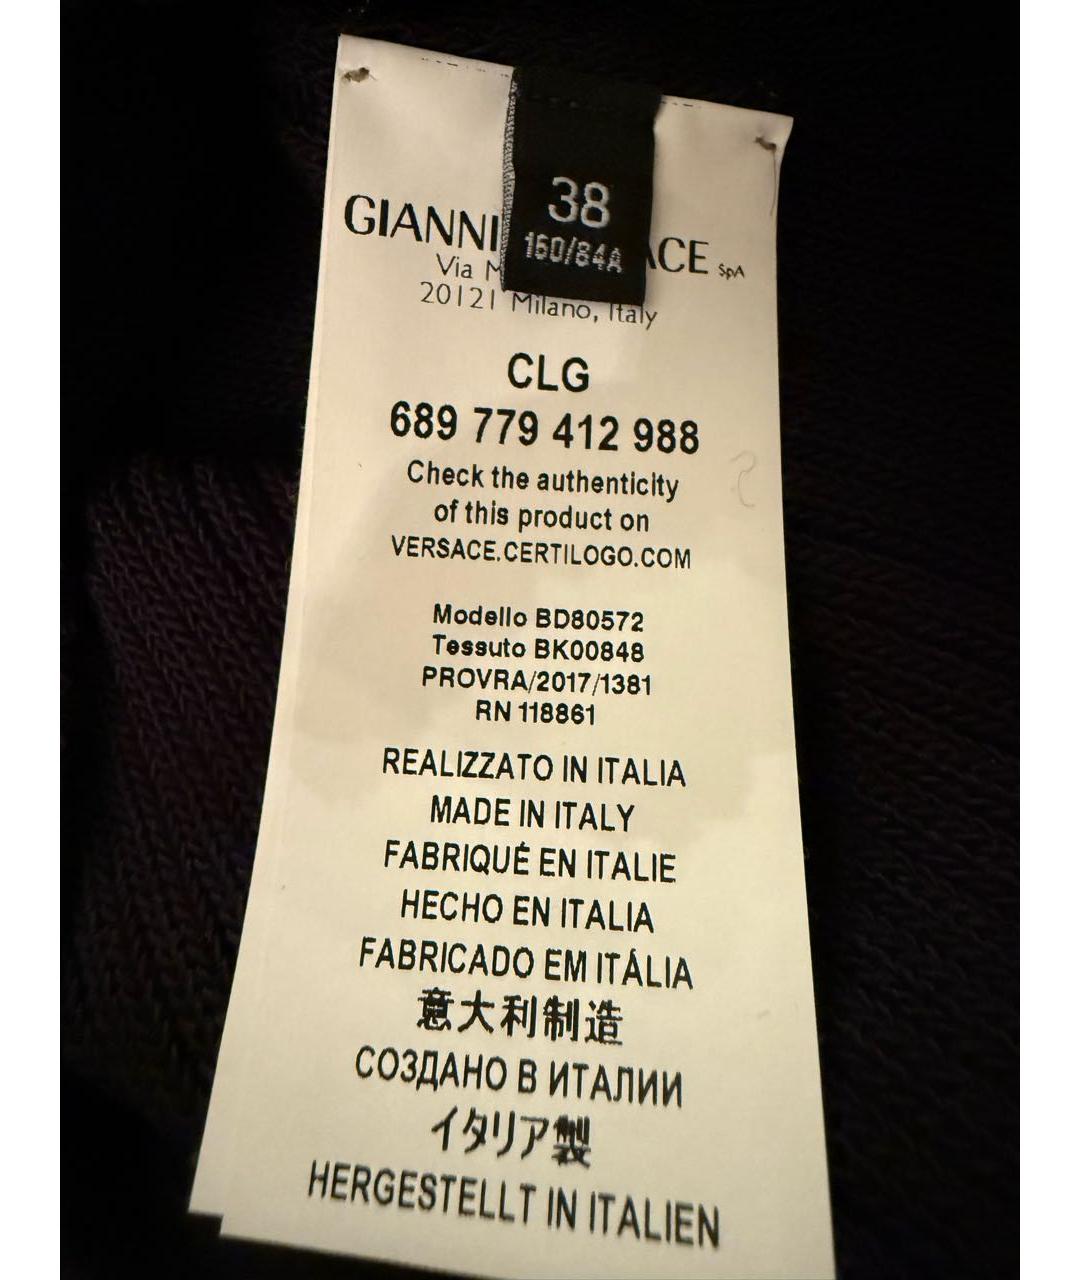 38
160/84A
GIANNI ACE SpA
Via M
20121 Milano, Italy
CLG
689 779 412 988
Check the authenticity
of this product on
VERSACE.CERTILOGO.COM
Modello BD80572
Tessuto BK00848
PROVRA/2017/1381
RN 118861
REALIZZATO IN ITALIA
MADE IN ITALY
FABRIQUÉ EN ITALIE
HECHO EN ITALIA
FABRICADO EM ITÁLIA
意大利制造
СОЗДАНО В ИТАЛИИ
イタリア製
HERGESTELLT IN ITALIEN